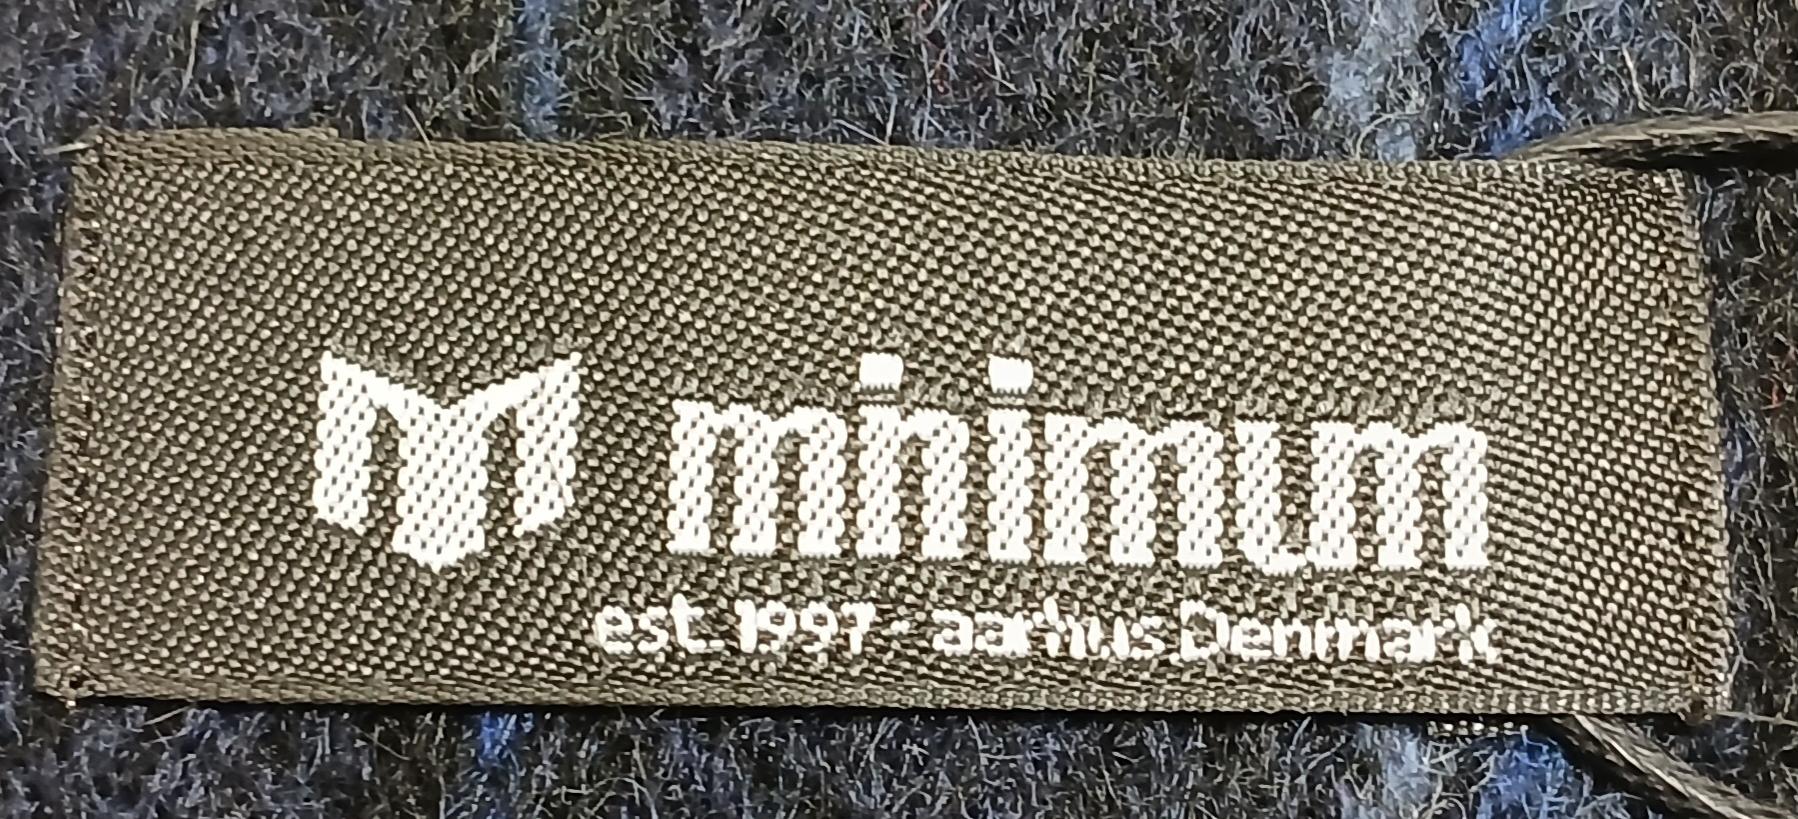 minimum
est. 1997 - aarhus Denmark